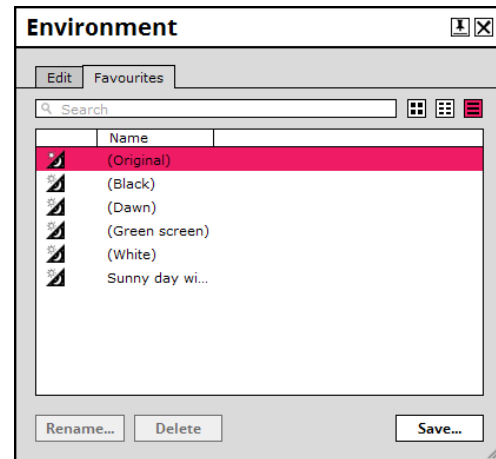 Environment
Edit Favourites
Search
Name
(Original)
(Black)
(Dawn)
(Green screen)
(White)
Sunny day wi...
Rename... Delete Save...